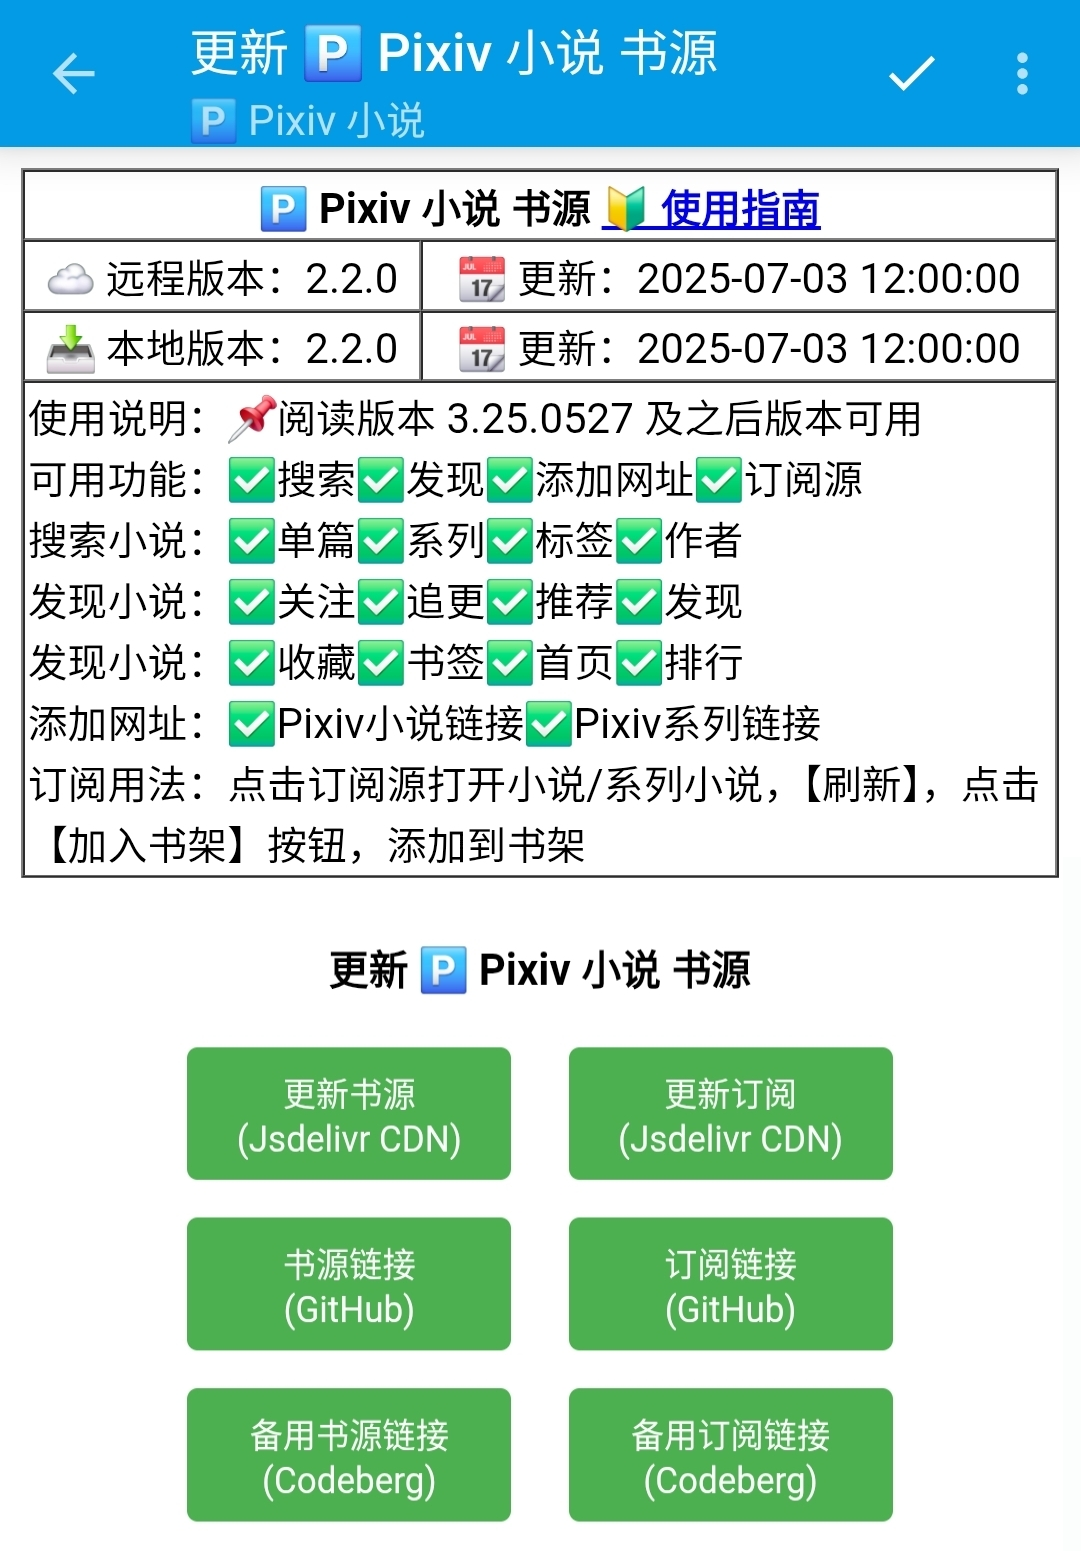 更新 🅿️ Pixiv 小说 书源
🅿️ Pixiv 小说
🅿️ Pixiv 小说 书源 🔰 使用指南
☁️ 远程版本：2.2.0 📆 更新：2025-07-03 12:00:00
📥 本地版本：2.2.0 📆 更新：2025-07-03 12:00:00
使用说明：📌阅读版本 3.25.0527 及之后版本可用
可用功能：✅搜索✅发现✅添加网址✅订阅源
搜索小说：✅单篇✅系列✅标签✅作者
发现小说：✅关注✅追更✅推荐✅发现
发现小说：✅收藏✅书签✅首页✅排行
添加网址：✅Pixiv小说链接✅Pixiv系列链接
订阅用法：点击订阅源打开小说/系列小说，【刷新】，点击
【加入书架】按钮，添加到书架
更新 🅿️ Pixiv 小说 书源
更新书源
(Jsdelivr CDN)
更新订阅
(Jsdelivr CDN)
书源链接
(GitHub)
订阅链接
(GitHub)
备用书源链接
(Codeberg)
备用订阅链接
(Codeberg)